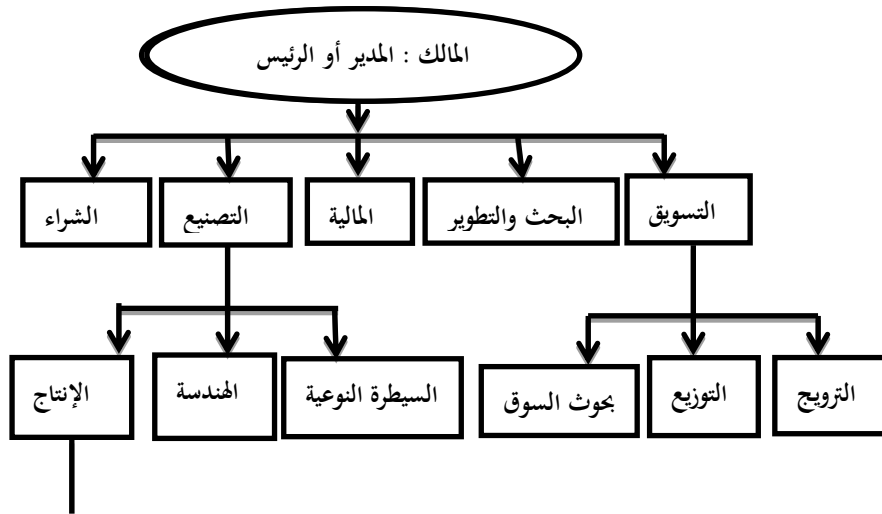 المالك : المدير أو الرئيس
التسويق
البحث والتطوير
المالية
التصنيع
الشراء
الترويج
التوزيع
بحوث السوق
السيطرة النوعية
الهندسة
الإنتاج